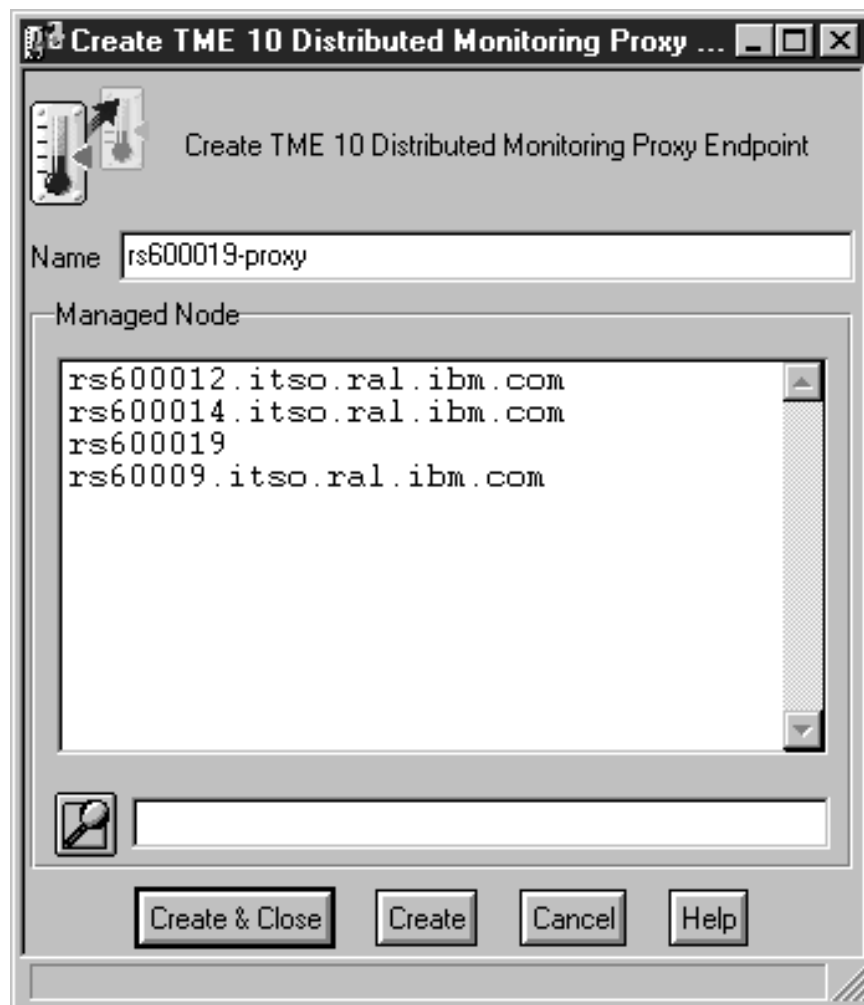 Create TME 10 Distributed Monitoring Proxy ...
Create TME 10 Distributed Monitoring Proxy Endpoint
Name rs600019-proxy
Managed Node
rs600012.itso.ral.ibm.com
rs600014.itso.ral.ibm.com
rs600019
rs60009.itso.ral.ibm.com
Create & Close Create Cancel Help